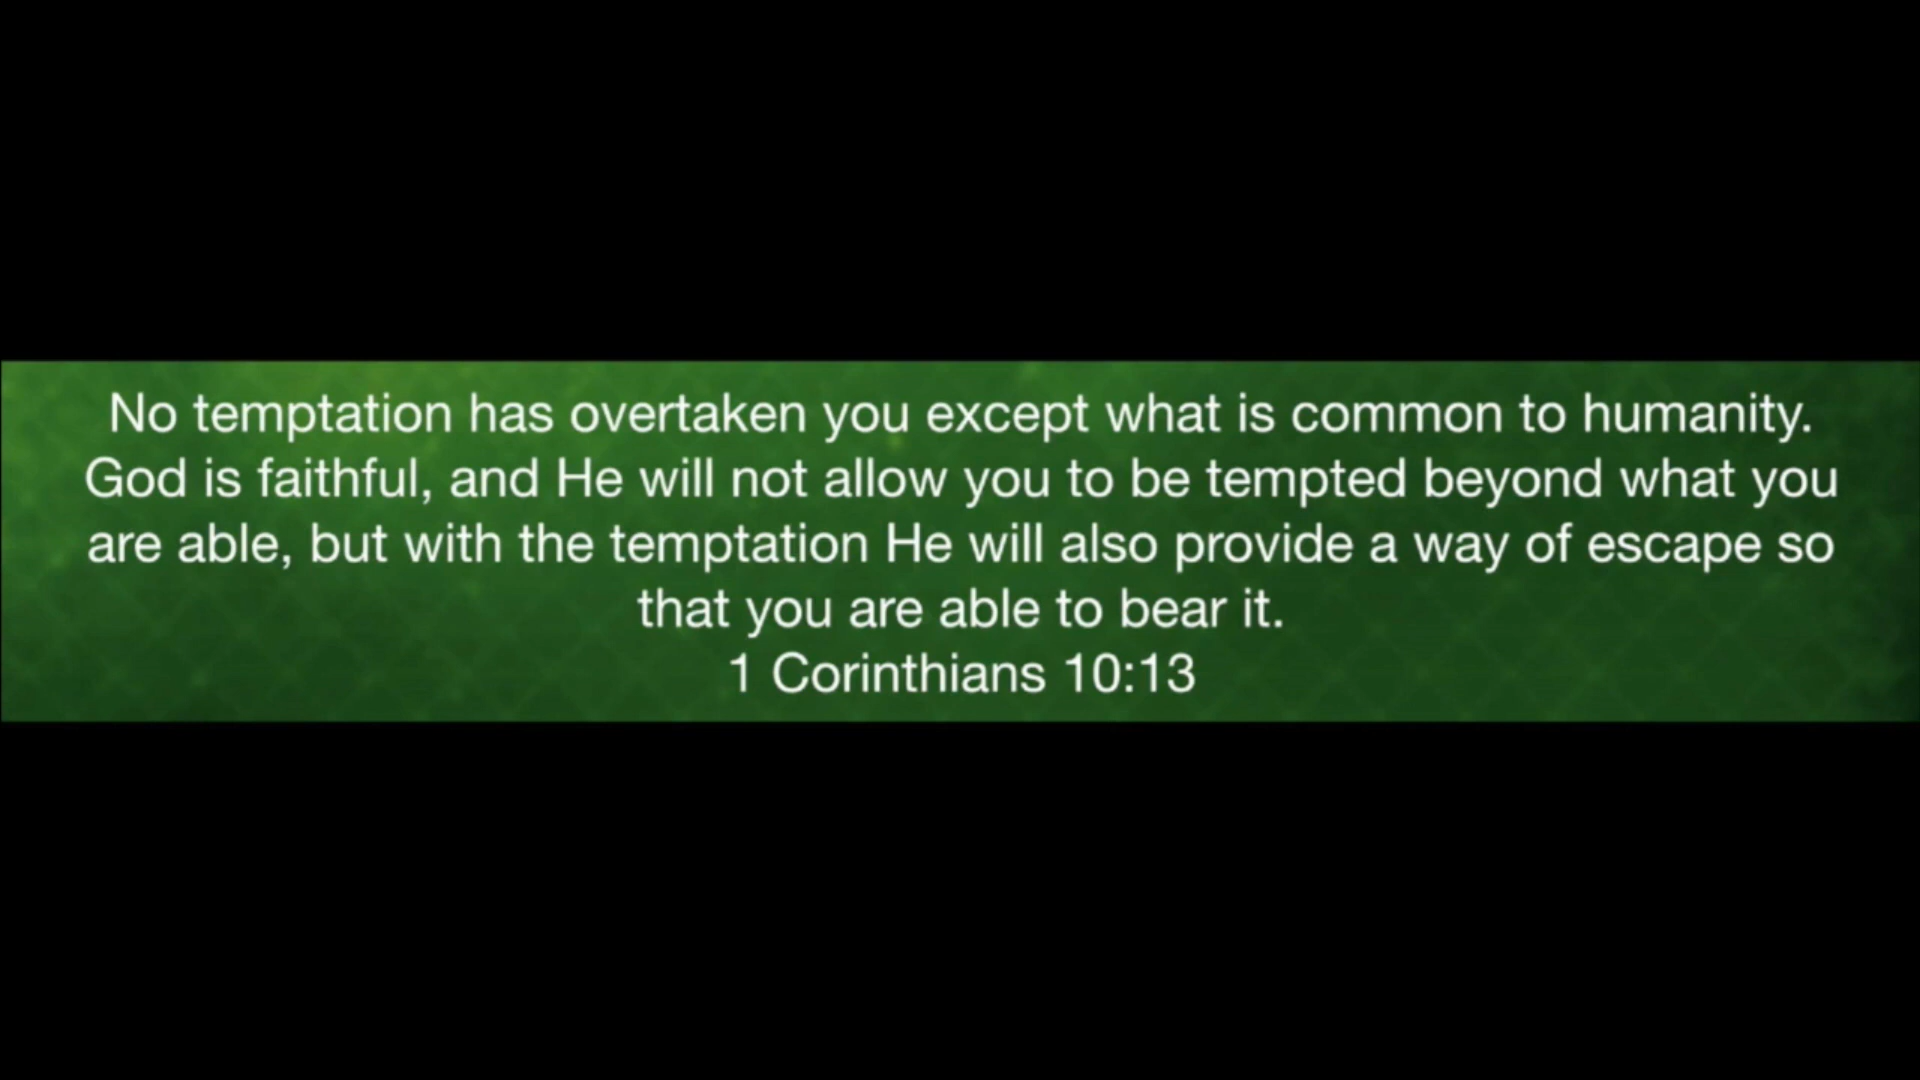 No temptation has overtaken you except what is common to humanity.
God is faithful, and He will not allow you to be tempted beyond what you
are able, but with the temptation He will also provide a way of escape so
that you are able to bear it.
1 Corinthians 10:13